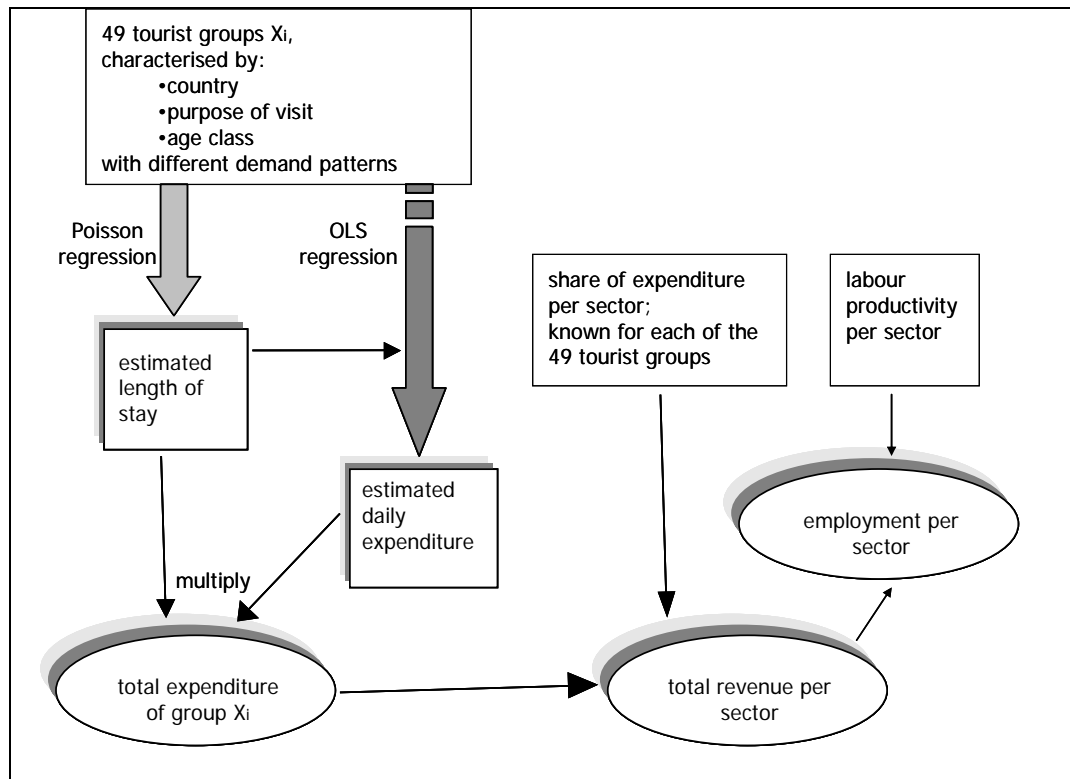 49 tourist groups Xi,
characterised by:
•country
•purpose of visit
•age class
with different demand patterns
Poisson
regression
OLS
regression
share of expenditure
per sector;
known for each of the
49 tourist groups
labour
productivity
per sector
estimated
length of
stay
estimated
daily
expenditure
employment per
sector
multiply
total expenditure
of group Xi
total revenue per
sector